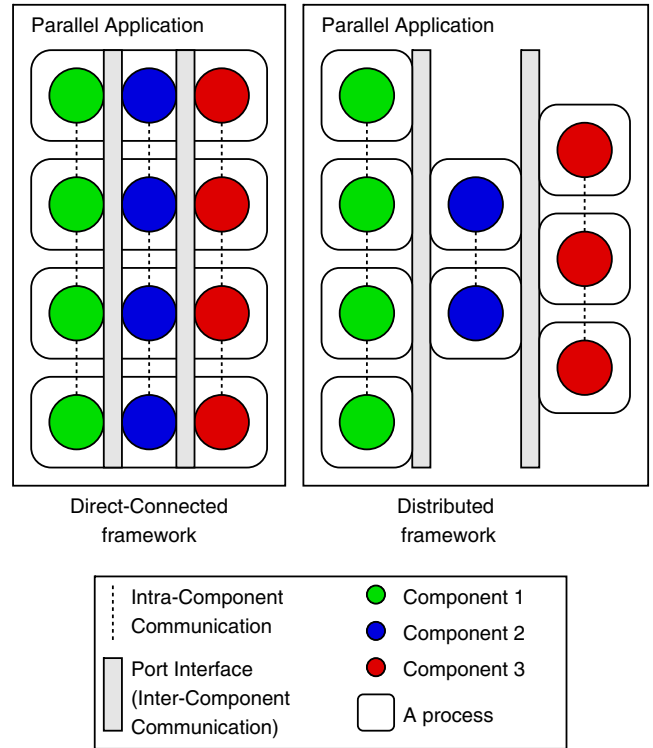 Parallel Application
Parallel Application
Direct-Connected
framework
Distributed
framework
Intra-Component
Communication
Port Interface
(Inter-Component
Communication)
Component 1
Component 2
Component 3
A process